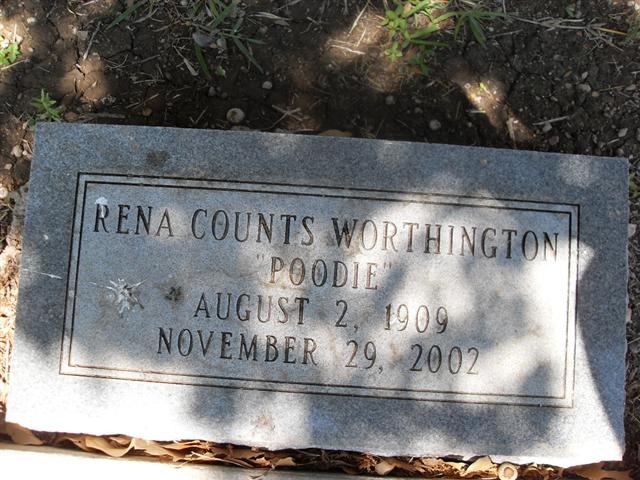 RENA COUNTS WORTHINGTON
"POODIE"
AUGUST 2, 1909
NOVEMBER 29, 2002